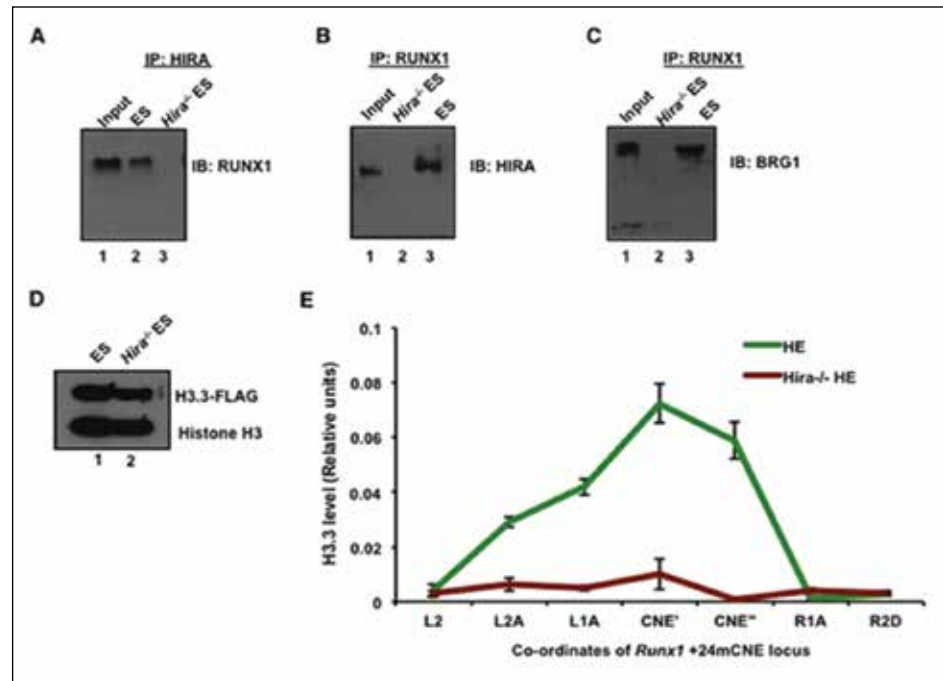 A
IP: HIRA
Input ES Hira-/- ES
IB: RUNX1
1 2 3
B
IP: RUNX1
Input Hira-/- ES ES
IB: HIRA
1 2 3
C
IP: RUNX1
Input Hira-/- ES ES
IB: BRG1
1 2 3
D
ES Hira-/- ES
H3.3-FLAG
Histone H3
1 2
E
0.1
0.08
0.06
0.04
0.02
0
H3.3 level (Relative units)
HE
Hira-/- HE
L2 L2A L1A CNE' CNE'' R1A R2D
Co-ordinates of Runx1 +24mCNE locus